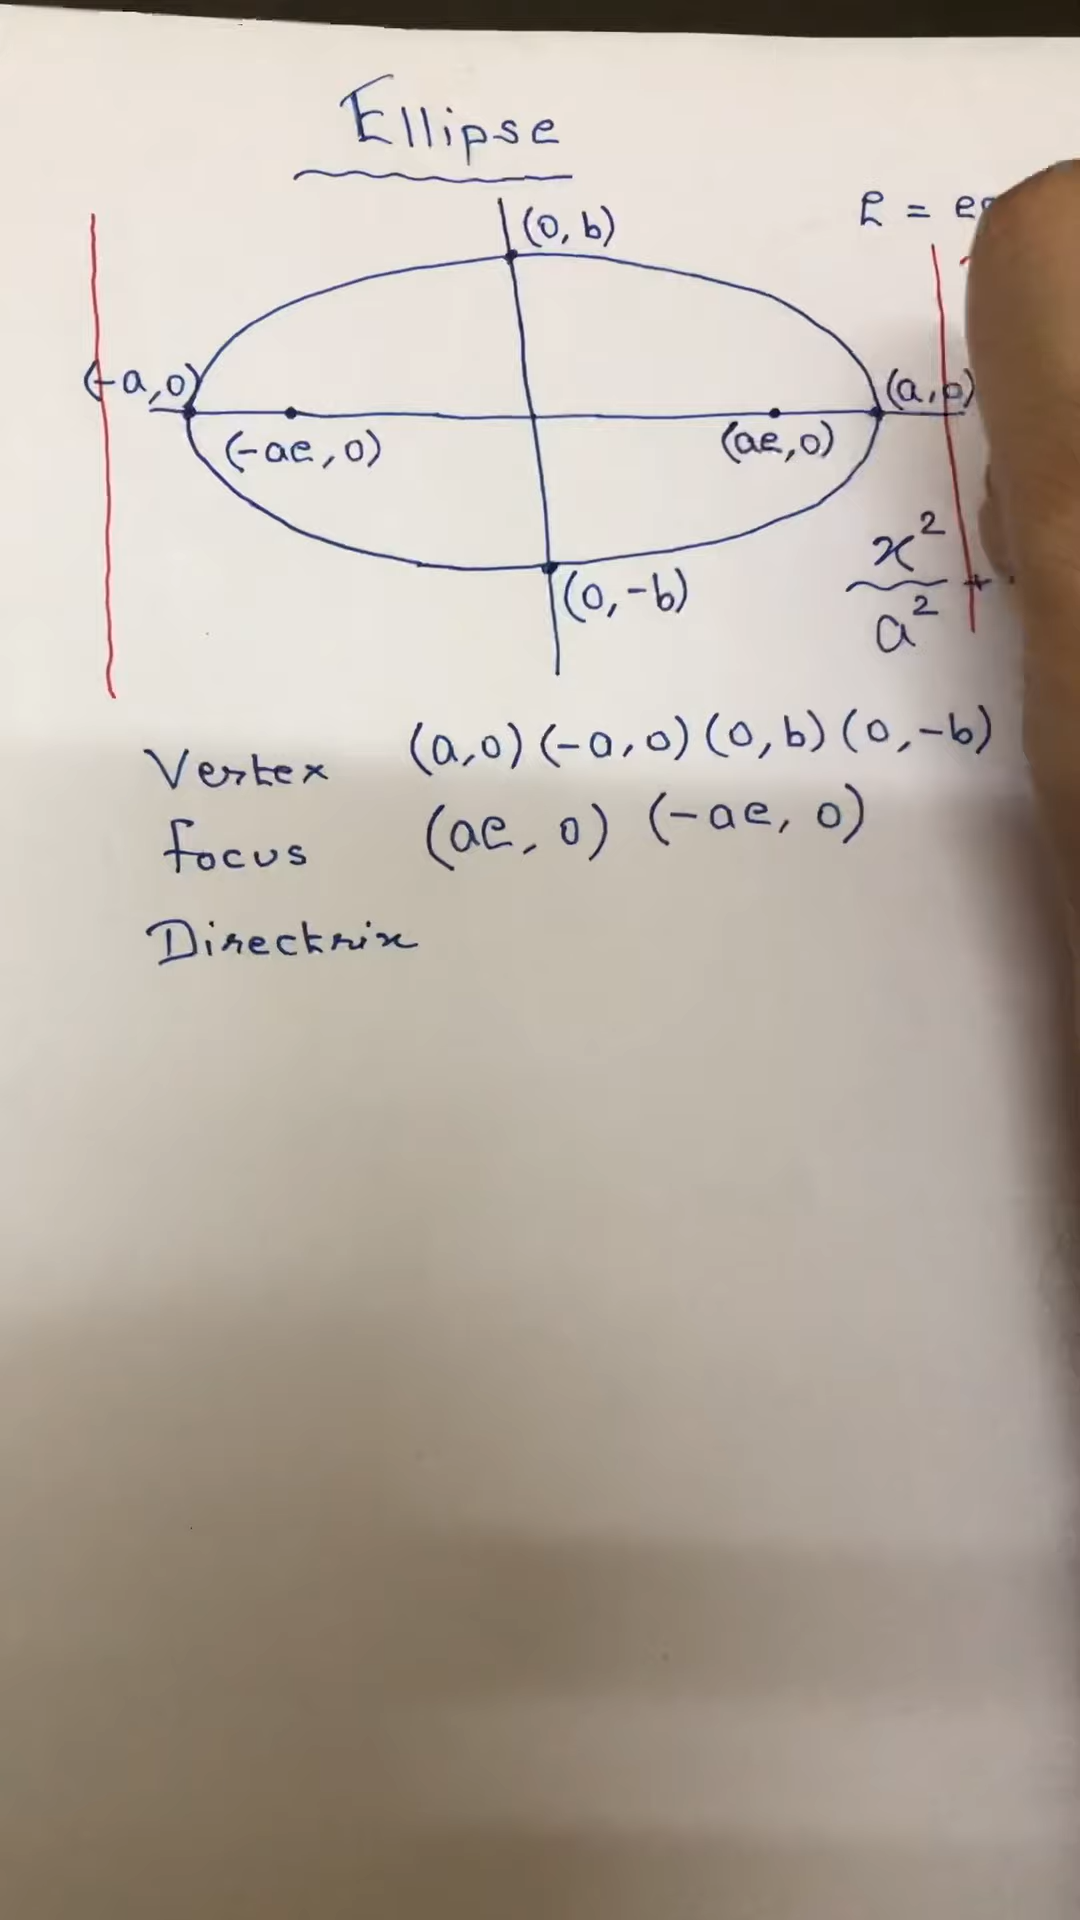 Ellipse
(0, b)
e =
(-a,0)
(a,0)
(-ae,0)
(ae,0)
(0,-b)
x²
+
a²
Vertex (a,0) (-a,0) (0,b) (0,-b)
focus (ae,0) (-ae,0)
Directrix